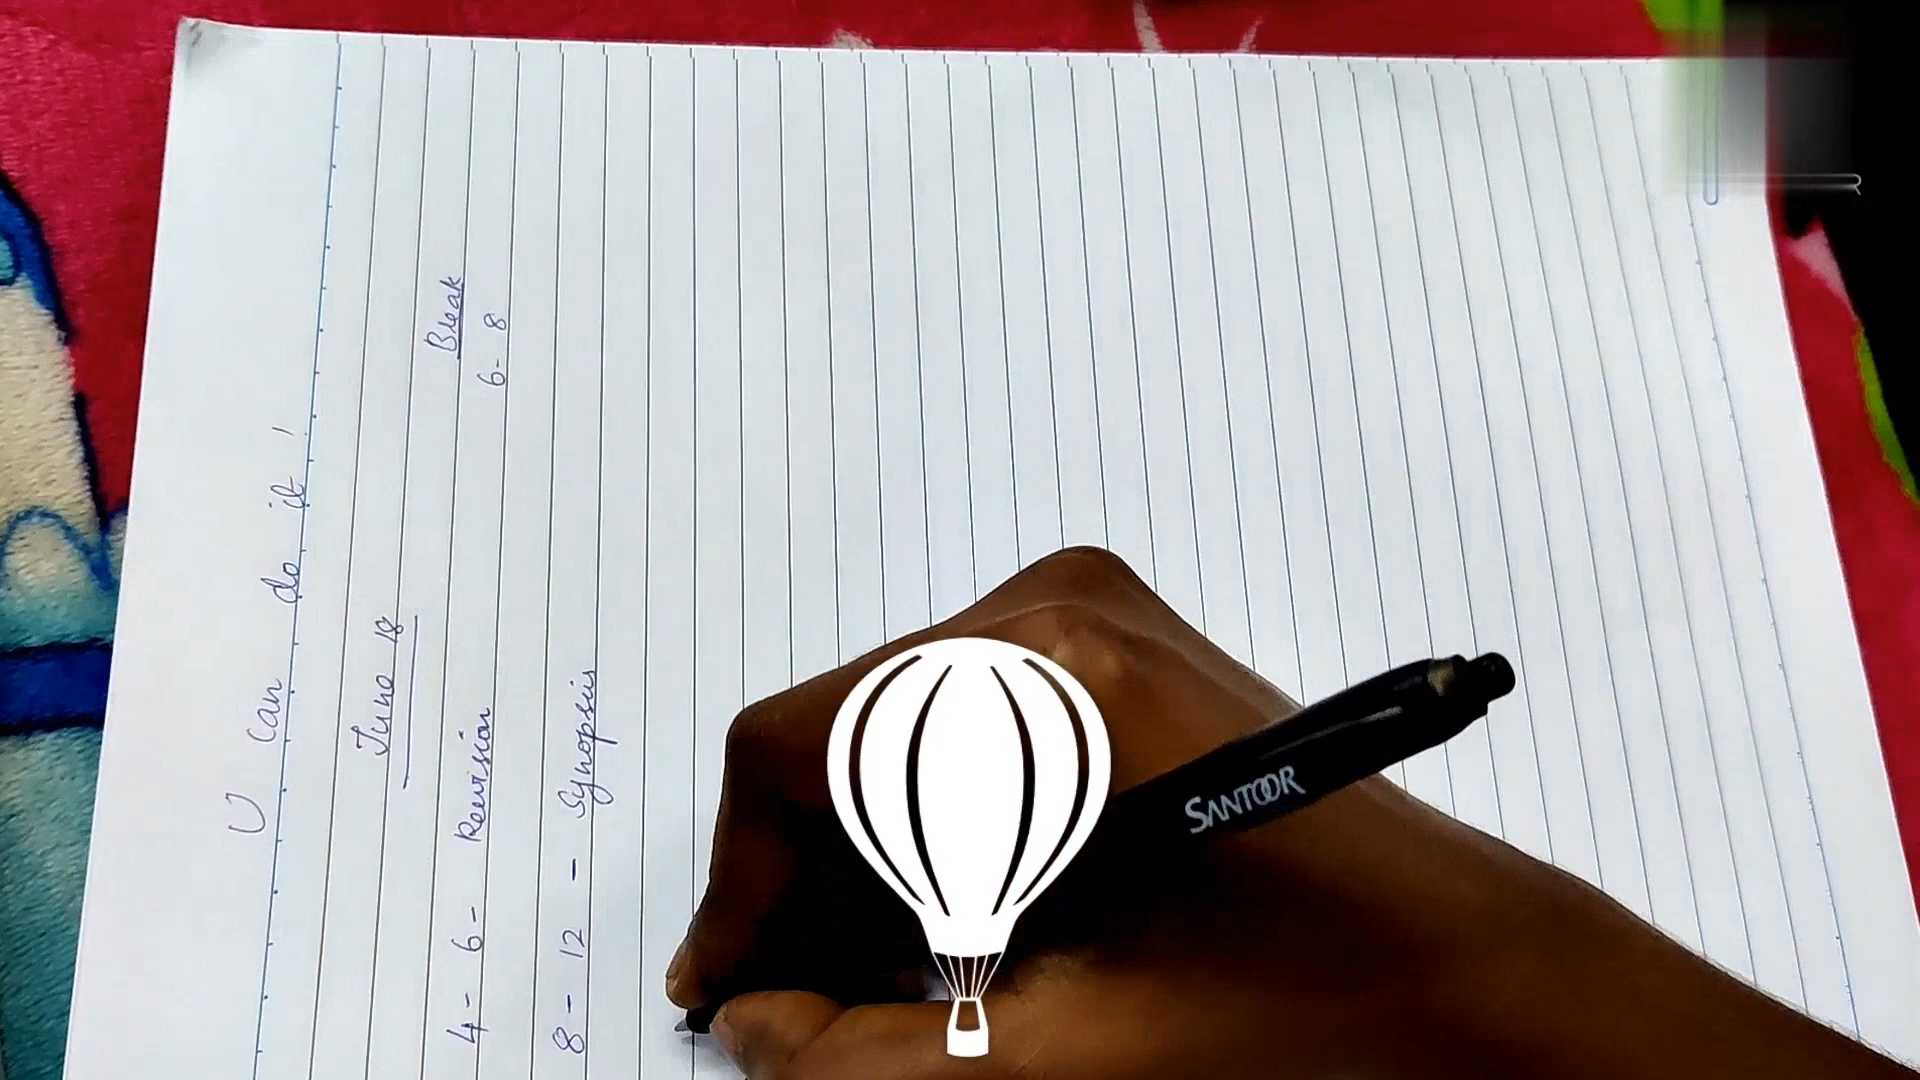 U can do it!
June 18
Break
4 - 6 - Revision
6 - 8
8 - 12 - Synopsis
SANTOOR